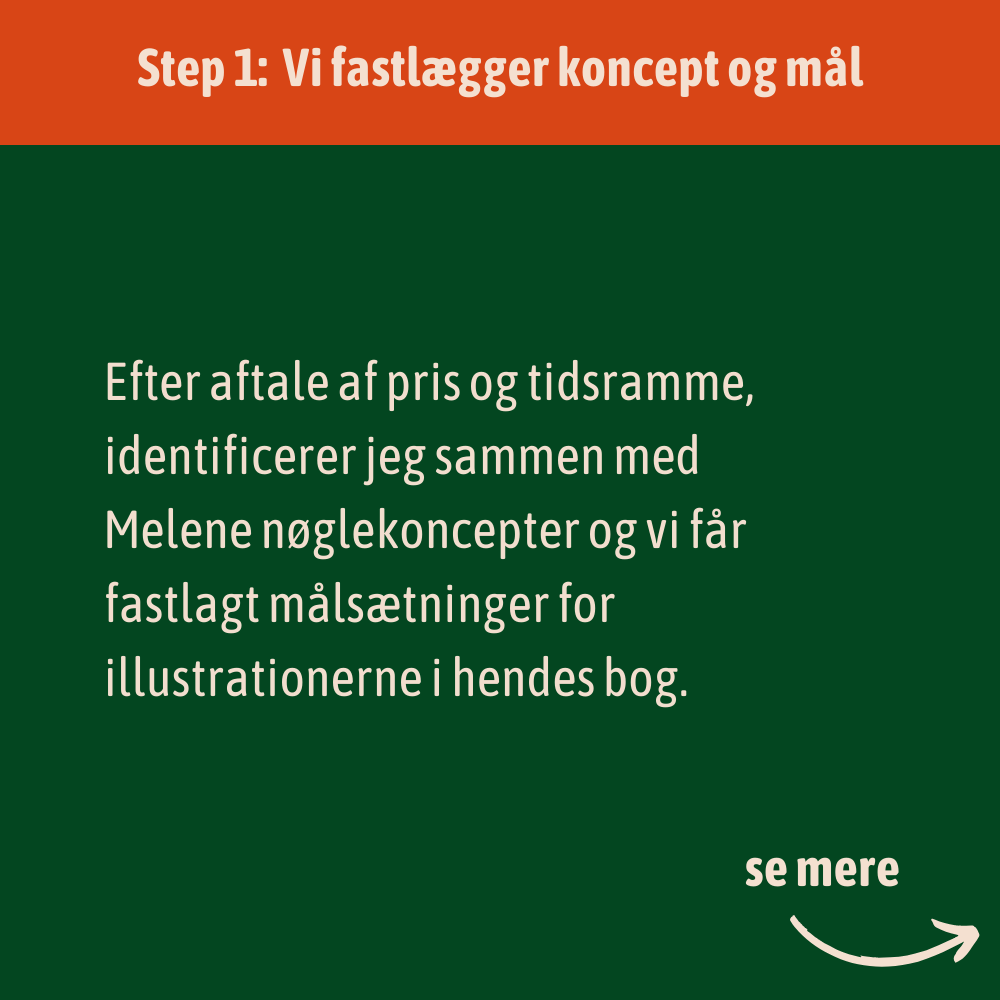 Step 1: Vi fastlægger koncept og mål
Efter aftale af pris og tidsramme,
identificerer jeg sammen med
Melene nøglekoncepter og vi får
fastlagt målsætninger for
illustrationerne i hendes bog.
se mere